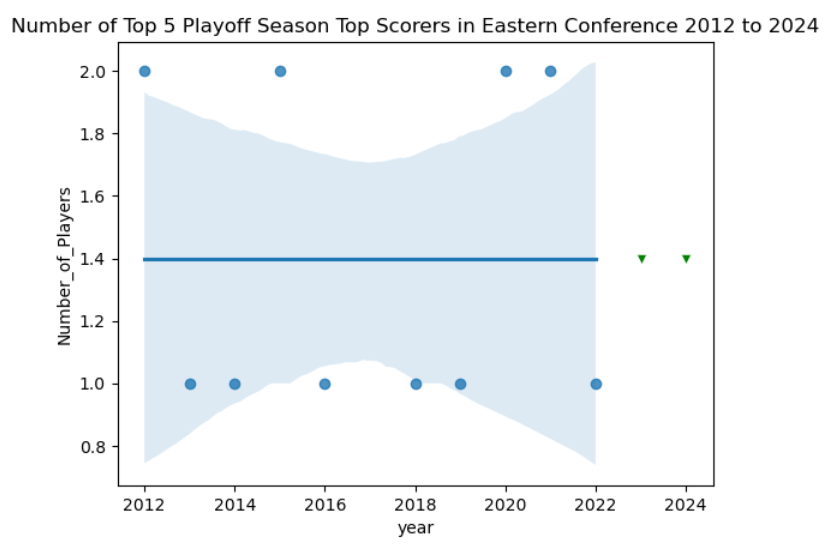 Number of Top 5 Playoff Season Top Scorers in Eastern Conference 2012 to 2024
2.0
1.8
1.6
1.4
1.2
1.0
0.8
Number_of_Players
2012 2014 2016 2018 2020 2022 2024
year